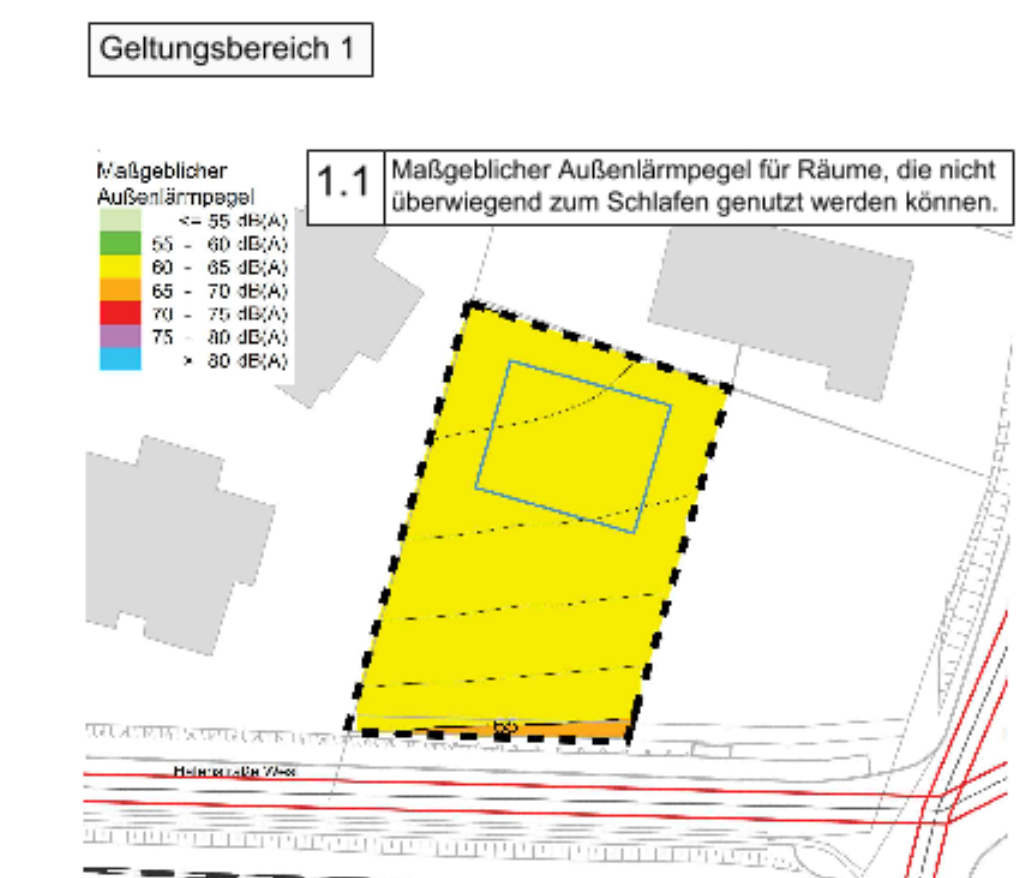 Geltungsbereich 1
Maßgeblicher
Außenlärmpegel
<= 55 dB(A)
55 - 60 dB(A)
60 - 65 dB(A)
65 - 70 dB(A)
70 - 75 dB(A)
75 - 80 dB(A)
> 80 dB(A)
1.1
Maßgeblicher Außenlärmpegel für Räume, die nicht
überwiegend zum Schlafen genutzt werden können.
65